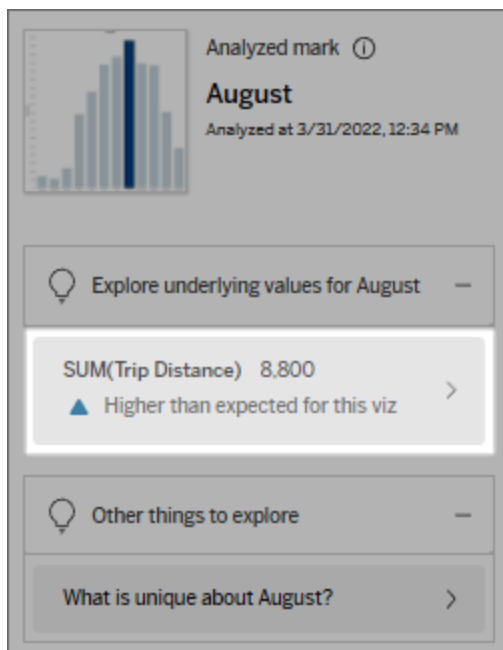 Analyzed mark
August
Analyzed at 3/31/2022, 12:34 PM
Explore underlying values for August
SUM(Trip Distance) 8,800
Higher than expected for this viz
Other things to explore
What is unique about August?